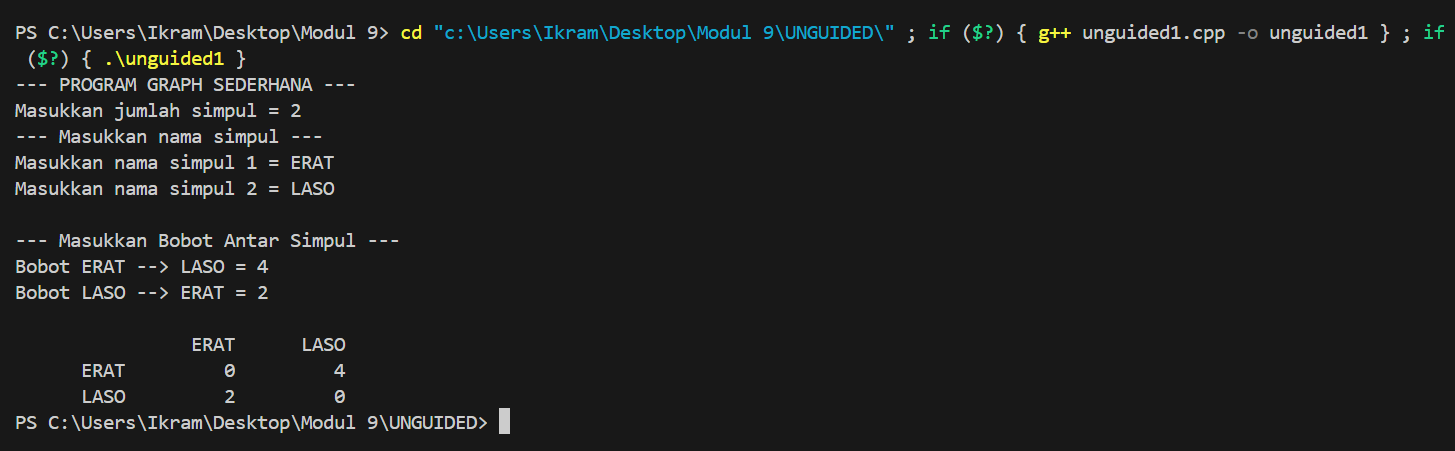 PS C:\Users\Ikram\Desktop\Modul 9> cd "c:\Users\Ikram\Desktop\Modul 9\UNGUIDED\" ; if ($?) { g++ unguided1.cpp -o unguided1 } ; if
 ($?) { .\unguided1 }
--- PROGRAM GRAPH SEDERHANA ---
Masukkan jumlah simpul = 2
--- Masukkan nama simpul ---
Masukkan nama simpul 1 = ERAT
Masukkan nama simpul 2 = LASO
--- Masukkan Bobot Antar Simpul ---
Bobot ERAT --> LASO = 4
Bobot LASO --> ERAT = 2
                ERAT      LASO
      ERAT         0         4
      LASO         2         0
PS C:\Users\Ikram\Desktop\Modul 9\UNGUIDED>